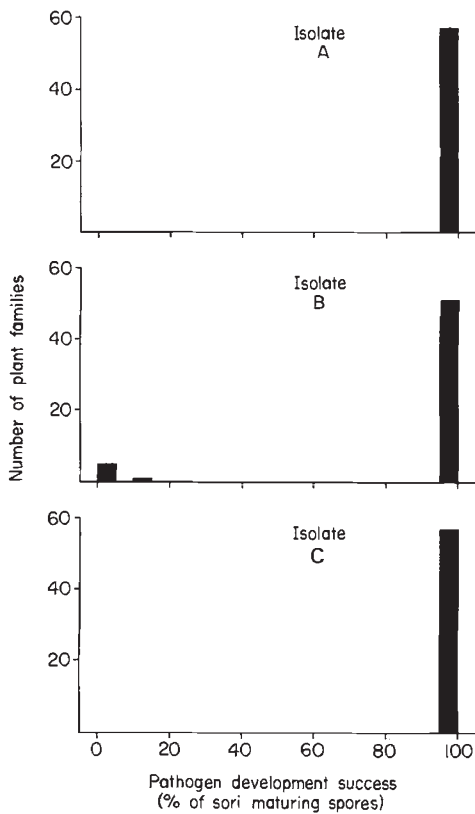 60
40
20
Isolate
A
60
40
20
Isolate
B
60
40
20
Isolate
C
Number of plant families
0 20 40 60 80 100
Pathogen development success
(% of sori maturing spores)